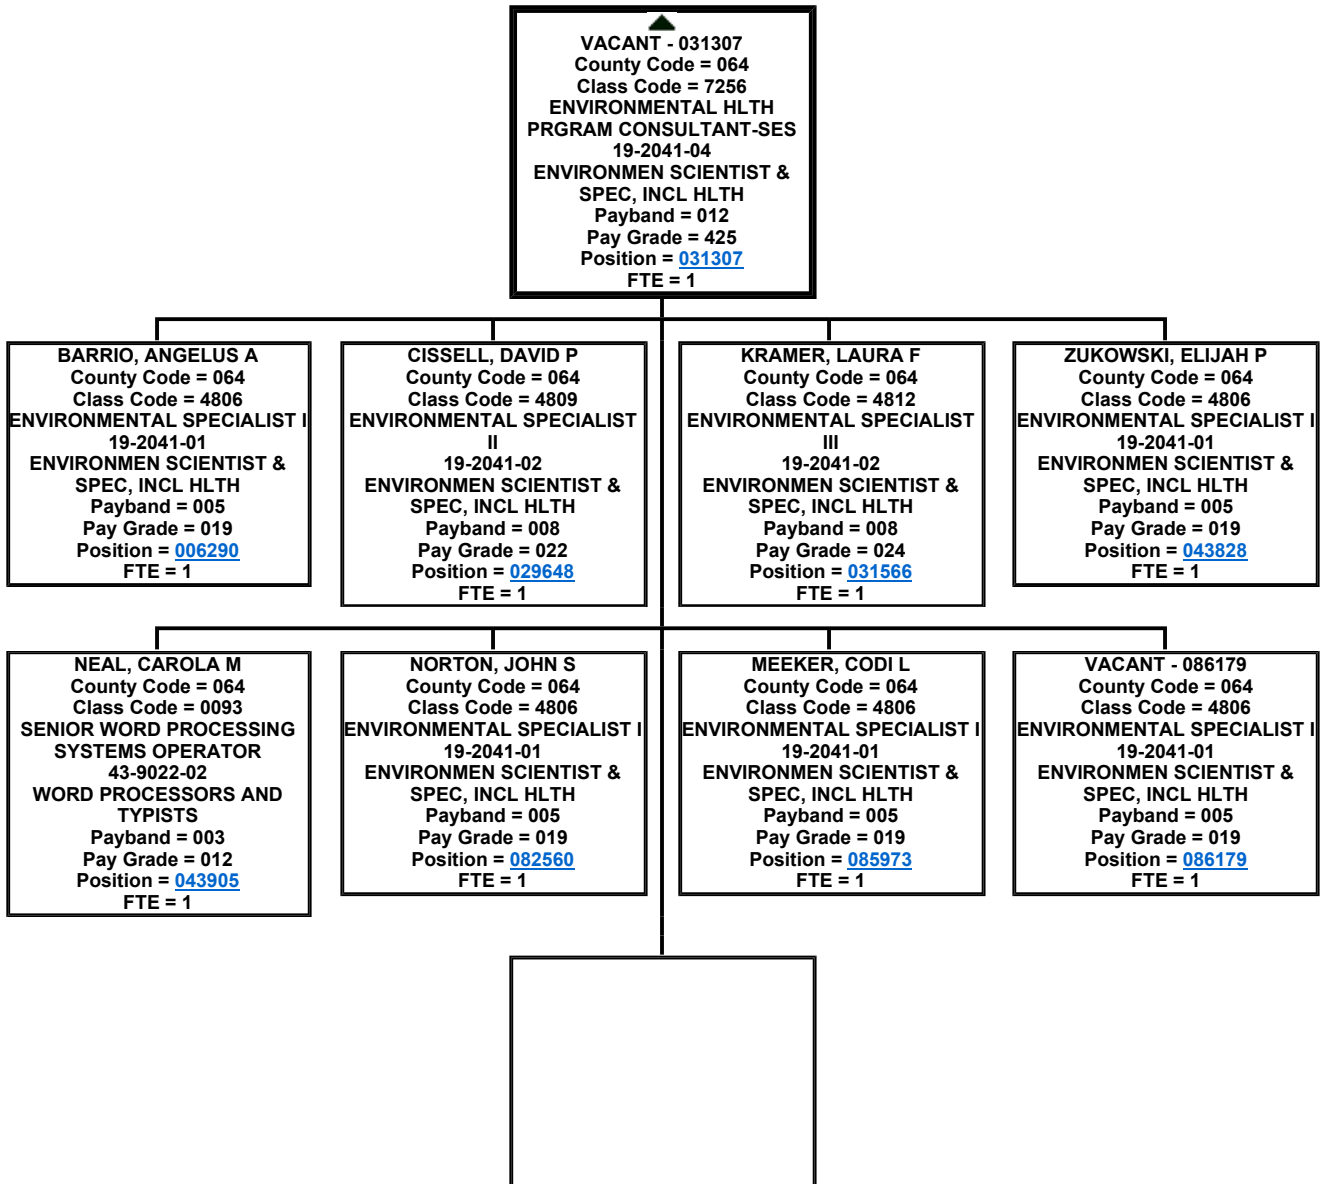 VACANT - 031307
County Code = 064
Class Code = 7256
ENVIRONMENTAL HLTH
PRGRAM CONSULTANT-SES
19-2041-04
ENVIRONMEN SCIENTIST &
SPEC, INCL HLTH
Payband = 012
Pay Grade = 425
Position = 031307
FTE = 1
BARRIO, ANGELUS A
County Code = 064
Class Code = 4806
ENVIRONMENTAL SPECIALIST I
19-2041-01
ENVIRONMEN SCIENTIST &
SPEC, INCL HLTH
Payband = 005
Pay Grade = 019
Position = 006290
FTE = 1
CISSELL, DAVID P
County Code = 064
Class Code = 4809
ENVIRONMENTAL SPECIALIST
II
19-2041-02
ENVIRONMEN SCIENTIST &
SPEC, INCL HLTH
Payband = 008
Pay Grade = 022
Position = 029648
FTE = 1
KRAMER, LAURA F
County Code = 064
Class Code = 4812
ENVIRONMENTAL SPECIALIST
III
19-2041-02
ENVIRONMEN SCIENTIST &
SPEC, INCL HLTH
Payband = 008
Pay Grade = 024
Position = 031566
FTE = 1
ZUKOWSKI, ELIJAH P
County Code = 064
Class Code = 4806
ENVIRONMENTAL SPECIALIST I
19-2041-01
ENVIRONMEN SCIENTIST &
SPEC, INCL HLTH
Payband = 005
Pay Grade = 019
Position = 043828
FTE = 1
NEAL, CAROLA M
County Code = 064
Class Code = 0093
SENIOR WORD PROCESSING
SYSTEMS OPERATOR
43-9022-02
WORD PROCESSORS AND
TYPISTS
Payband = 003
Pay Grade = 012
Position = 043905
FTE = 1
NORTON, JOHN S
County Code = 064
Class Code = 4806
ENVIRONMENTAL SPECIALIST I
19-2041-01
ENVIRONMEN SCIENTIST &
SPEC, INCL HLTH
Payband = 005
Pay Grade = 019
Position = 082560
FTE = 1
MEEKER, CODI L
County Code = 064
Class Code = 4806
ENVIRONMENTAL SPECIALIST I
19-2041-01
ENVIRONMEN SCIENTIST &
SPEC, INCL HLTH
Payband = 005
Pay Grade = 019
Position = 085973
FTE = 1
VACANT - 086179
County Code = 064
Class Code = 4806
ENVIRONMENTAL SPECIALIST I
19-2041-01
ENVIRONMEN SCIENTIST &
SPEC, INCL HLTH
Payband = 005
Pay Grade = 019
Position = 086179
FTE = 1